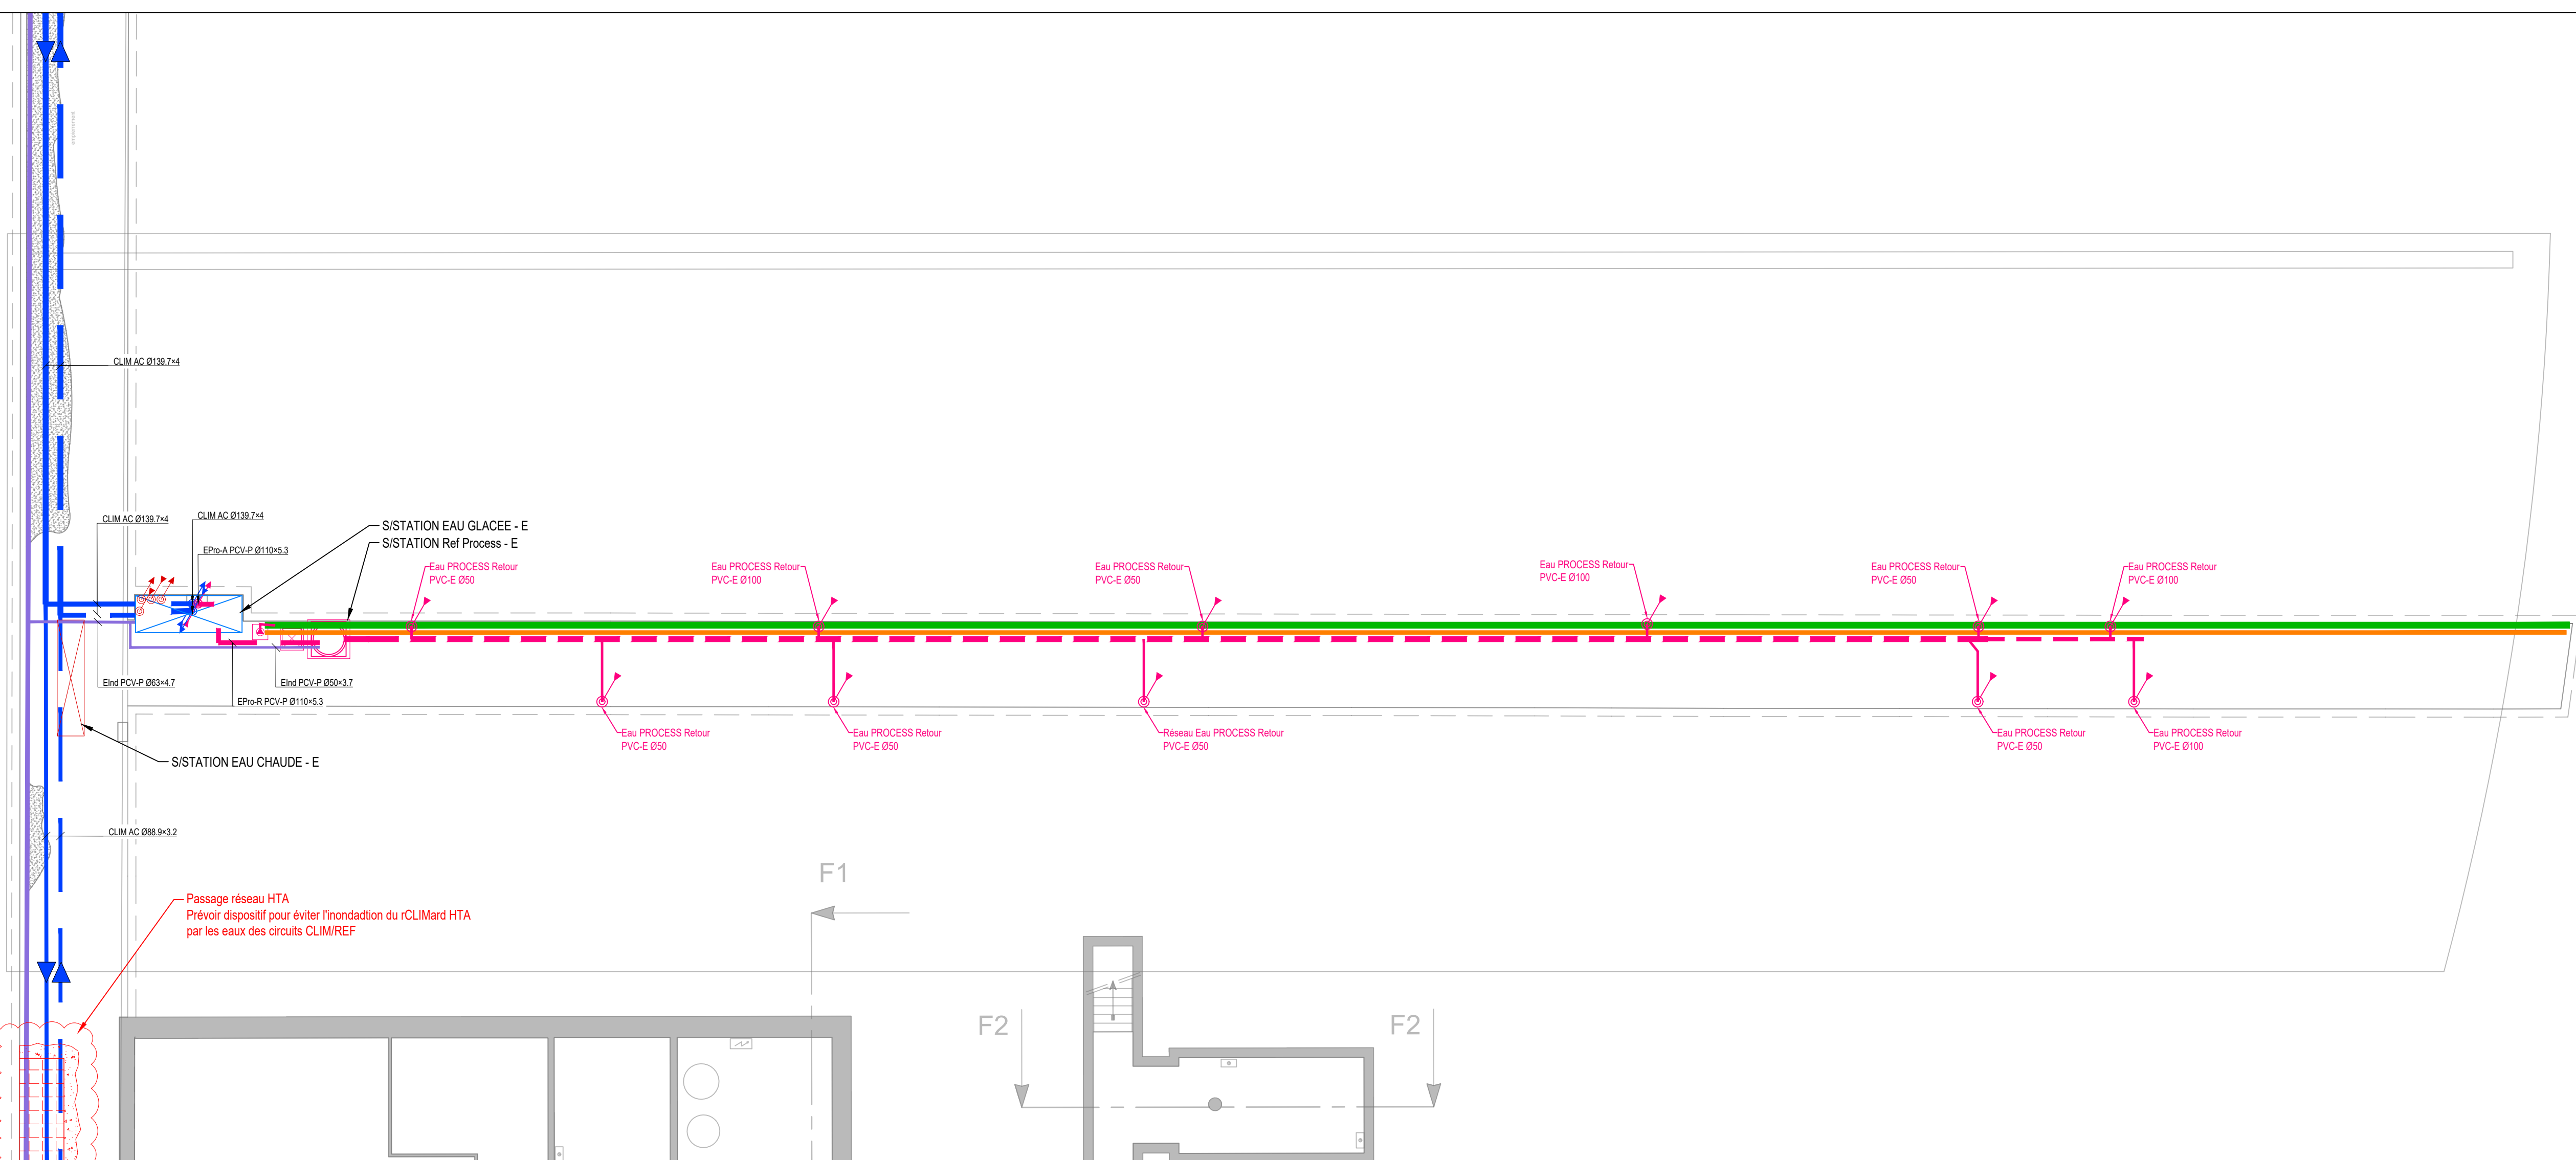 emplacement
CLIM AC Ø139.7×4
CLIM AC Ø139.7×4
CLIM AC Ø139.7×4
EPro-A PCV-P Ø110×5.3
S/STATION EAU GLACEE - E
S/STATION Ref Process - E
Eau PROCESS Retour
PVC-E Ø50
Eau PROCESS Retour
PVC-E Ø100
Eau PROCESS Retour
PVC-E Ø50
Eau PROCESS Retour
PVC-E Ø100
Eau PROCESS Retour
PVC-E Ø50
Eau PROCESS Retour
PVC-E Ø100
EInd PCV-P Ø63×4.7
EInd PCV-P Ø50×3.7
EPro-R PCV-P Ø110×5.3
Eau PROCESS Retour
PVC-E Ø50
Eau PROCESS Retour
PVC-E Ø50
Réseau Eau PROCESS Retour
PVC-E Ø50
Eau PROCESS Retour
PVC-E Ø50
Eau PROCESS Retour
PVC-E Ø100
S/STATION EAU CHAUDE - E
CLIM AC Ø88.9×3.2
Passage réseau HTA
Prévoir dispositif pour éviter l'inondadtion du rCLIMard HTA
par les eaux des circuits CLIM/REF
F1
F2
F2